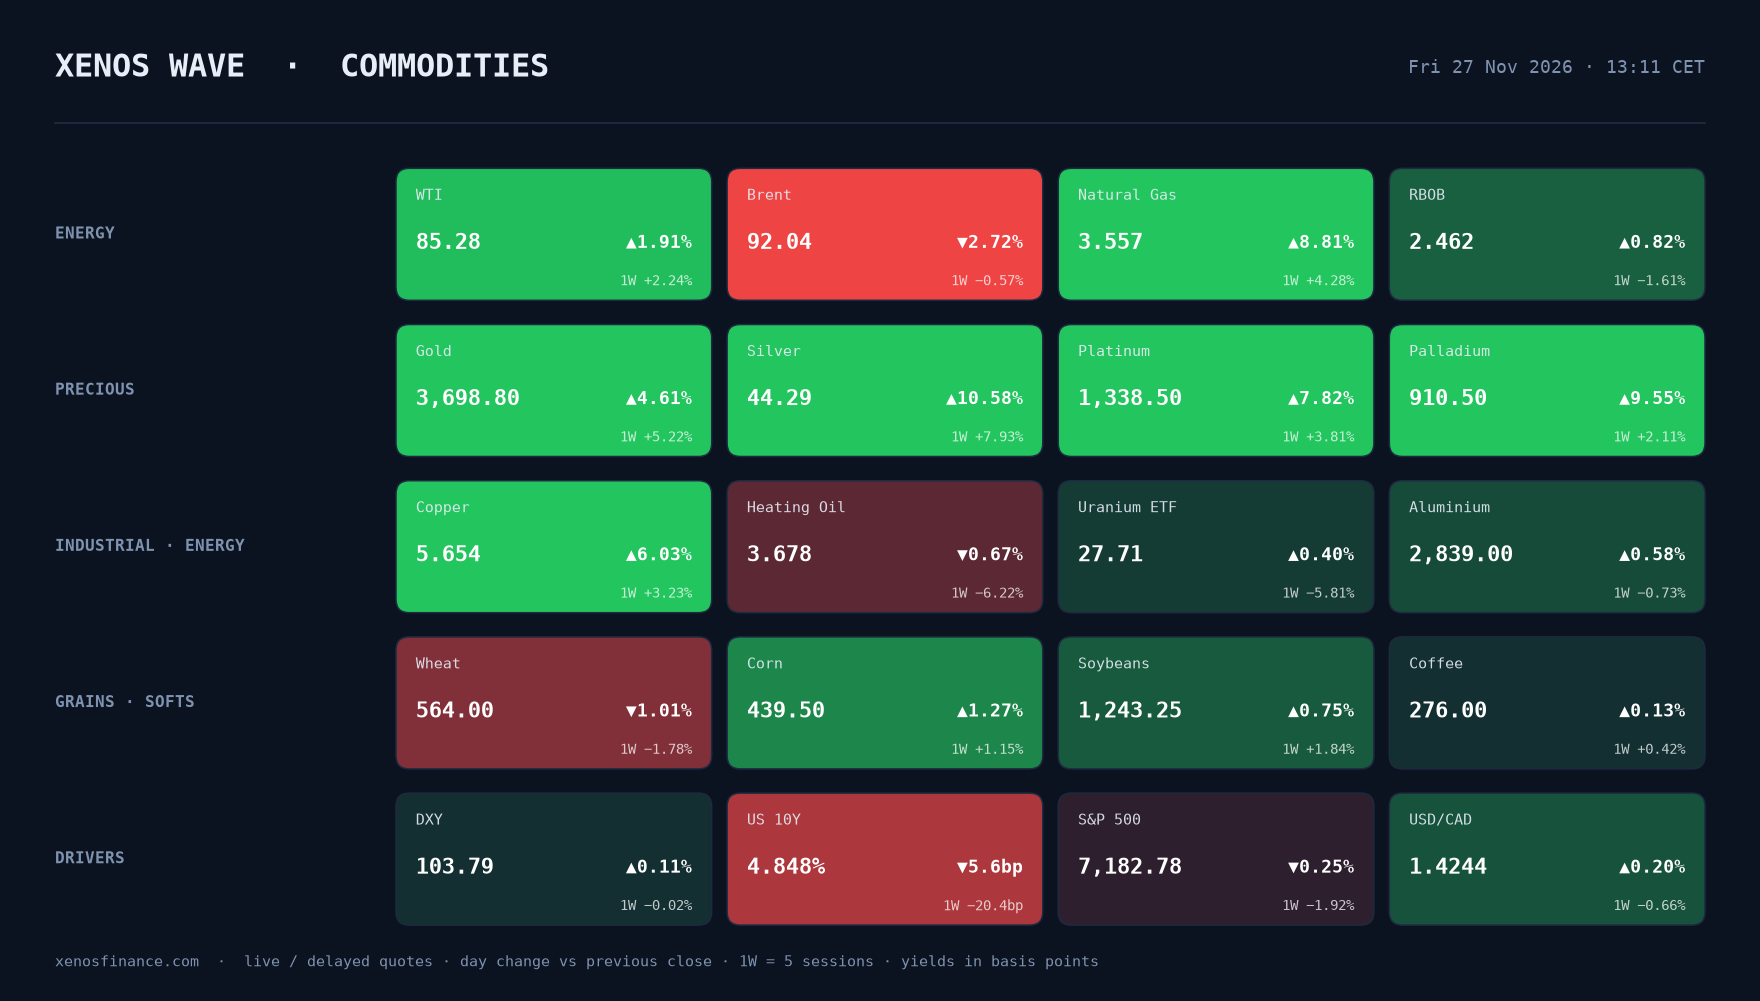 XENOS WAVE · COMMODITIES
Fri 27 Nov 2026 · 13:11 CET
ENERGY
WTI
85.28 ▲1.91%
1W +2.24%
Brent
92.04 ▼2.72%
1W −0.57%
Natural Gas
3.557 ▲8.81%
1W +4.28%
RBOB
2.462 ▲0.82%
1W −1.61%
PRECIOUS
Gold
3,698.80 ▲4.61%
1W +5.22%
Silver
44.29 ▲10.58%
1W +7.93%
Platinum
1,338.50 ▲7.82%
1W +3.81%
Palladium
910.50 ▲9.55%
1W +2.11%
INDUSTRIAL · ENERGY
Copper
5.654 ▲6.03%
1W +3.23%
Heating Oil
3.678 ▼0.67%
1W −6.22%
Uranium ETF
27.71 ▲0.40%
1W −5.81%
Aluminium
2,839.00 ▲0.58%
1W −0.73%
GRAINS · SOFTS
Wheat
564.00 ▼1.01%
1W −1.78%
Corn
439.50 ▲1.27%
1W +1.15%
Soybeans
1,243.25 ▲0.75%
1W +1.84%
Coffee
276.00 ▲0.13%
1W +0.42%
DRIVERS
DXY
103.79 ▲0.11%
1W −0.02%
US 10Y
4.848% ▼5.6bp
1W −20.4bp
S&P 500
7,182.78 ▼0.25%
1W −1.92%
USD/CAD
1.4244 ▲0.20%
1W −0.66%
xenosfinance.com · live / delayed quotes · day change vs previous close · 1W = 5 sessions · yields in basis points